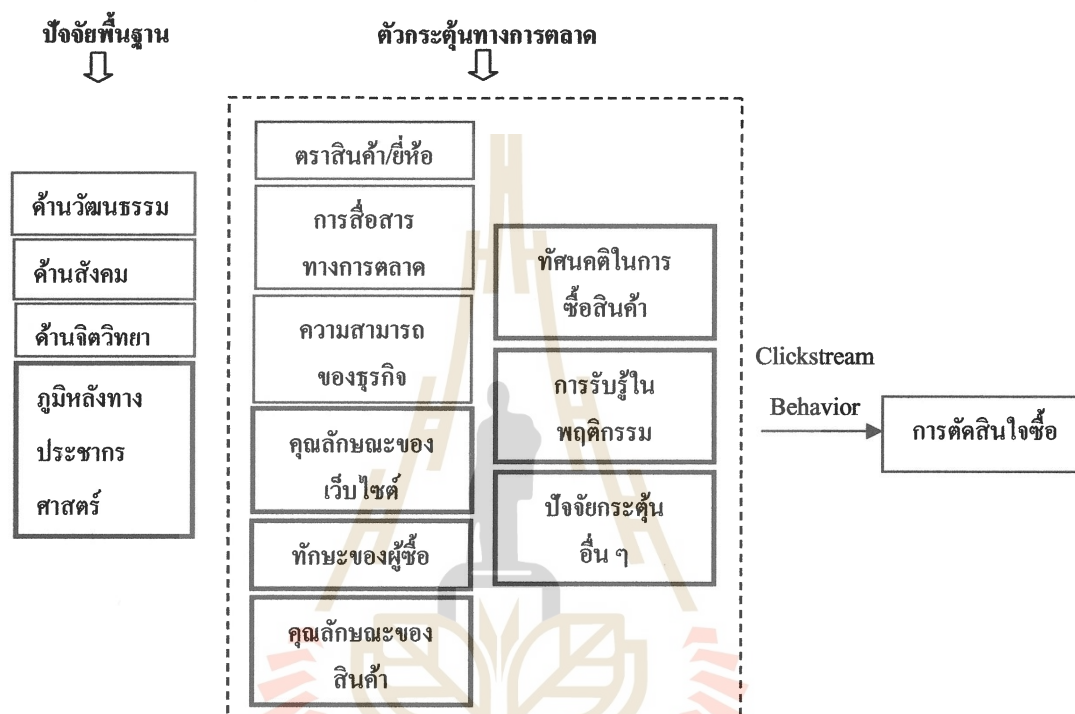 ปัจจัยพื้นฐาน
ตัวกระตุ้นทางการตลาด
ด้านวัฒนธรรม
ด้านสังคม
ด้านจิตวิทยา
ภูมิหลังทาง
ประชากร
ศาสตร์
ตราสินค้า/ยี่ห้อ
การสื่อสาร
ทางการตลาด
ความสามารถ
ของธุรกิจ
คุณลักษณะของ
เว็บไซต์
ทักษะของผู้ซื้อ
คุณลักษณะของ
สินค้า
ทัศนคติในการ
ซื้อสินค้า
การรับรู้ใน
พฤติกรรม
ปัจจัยกระตุ้น
อื่น ๆ
Clickstream
Behavior
การตัดสินใจซื้อ